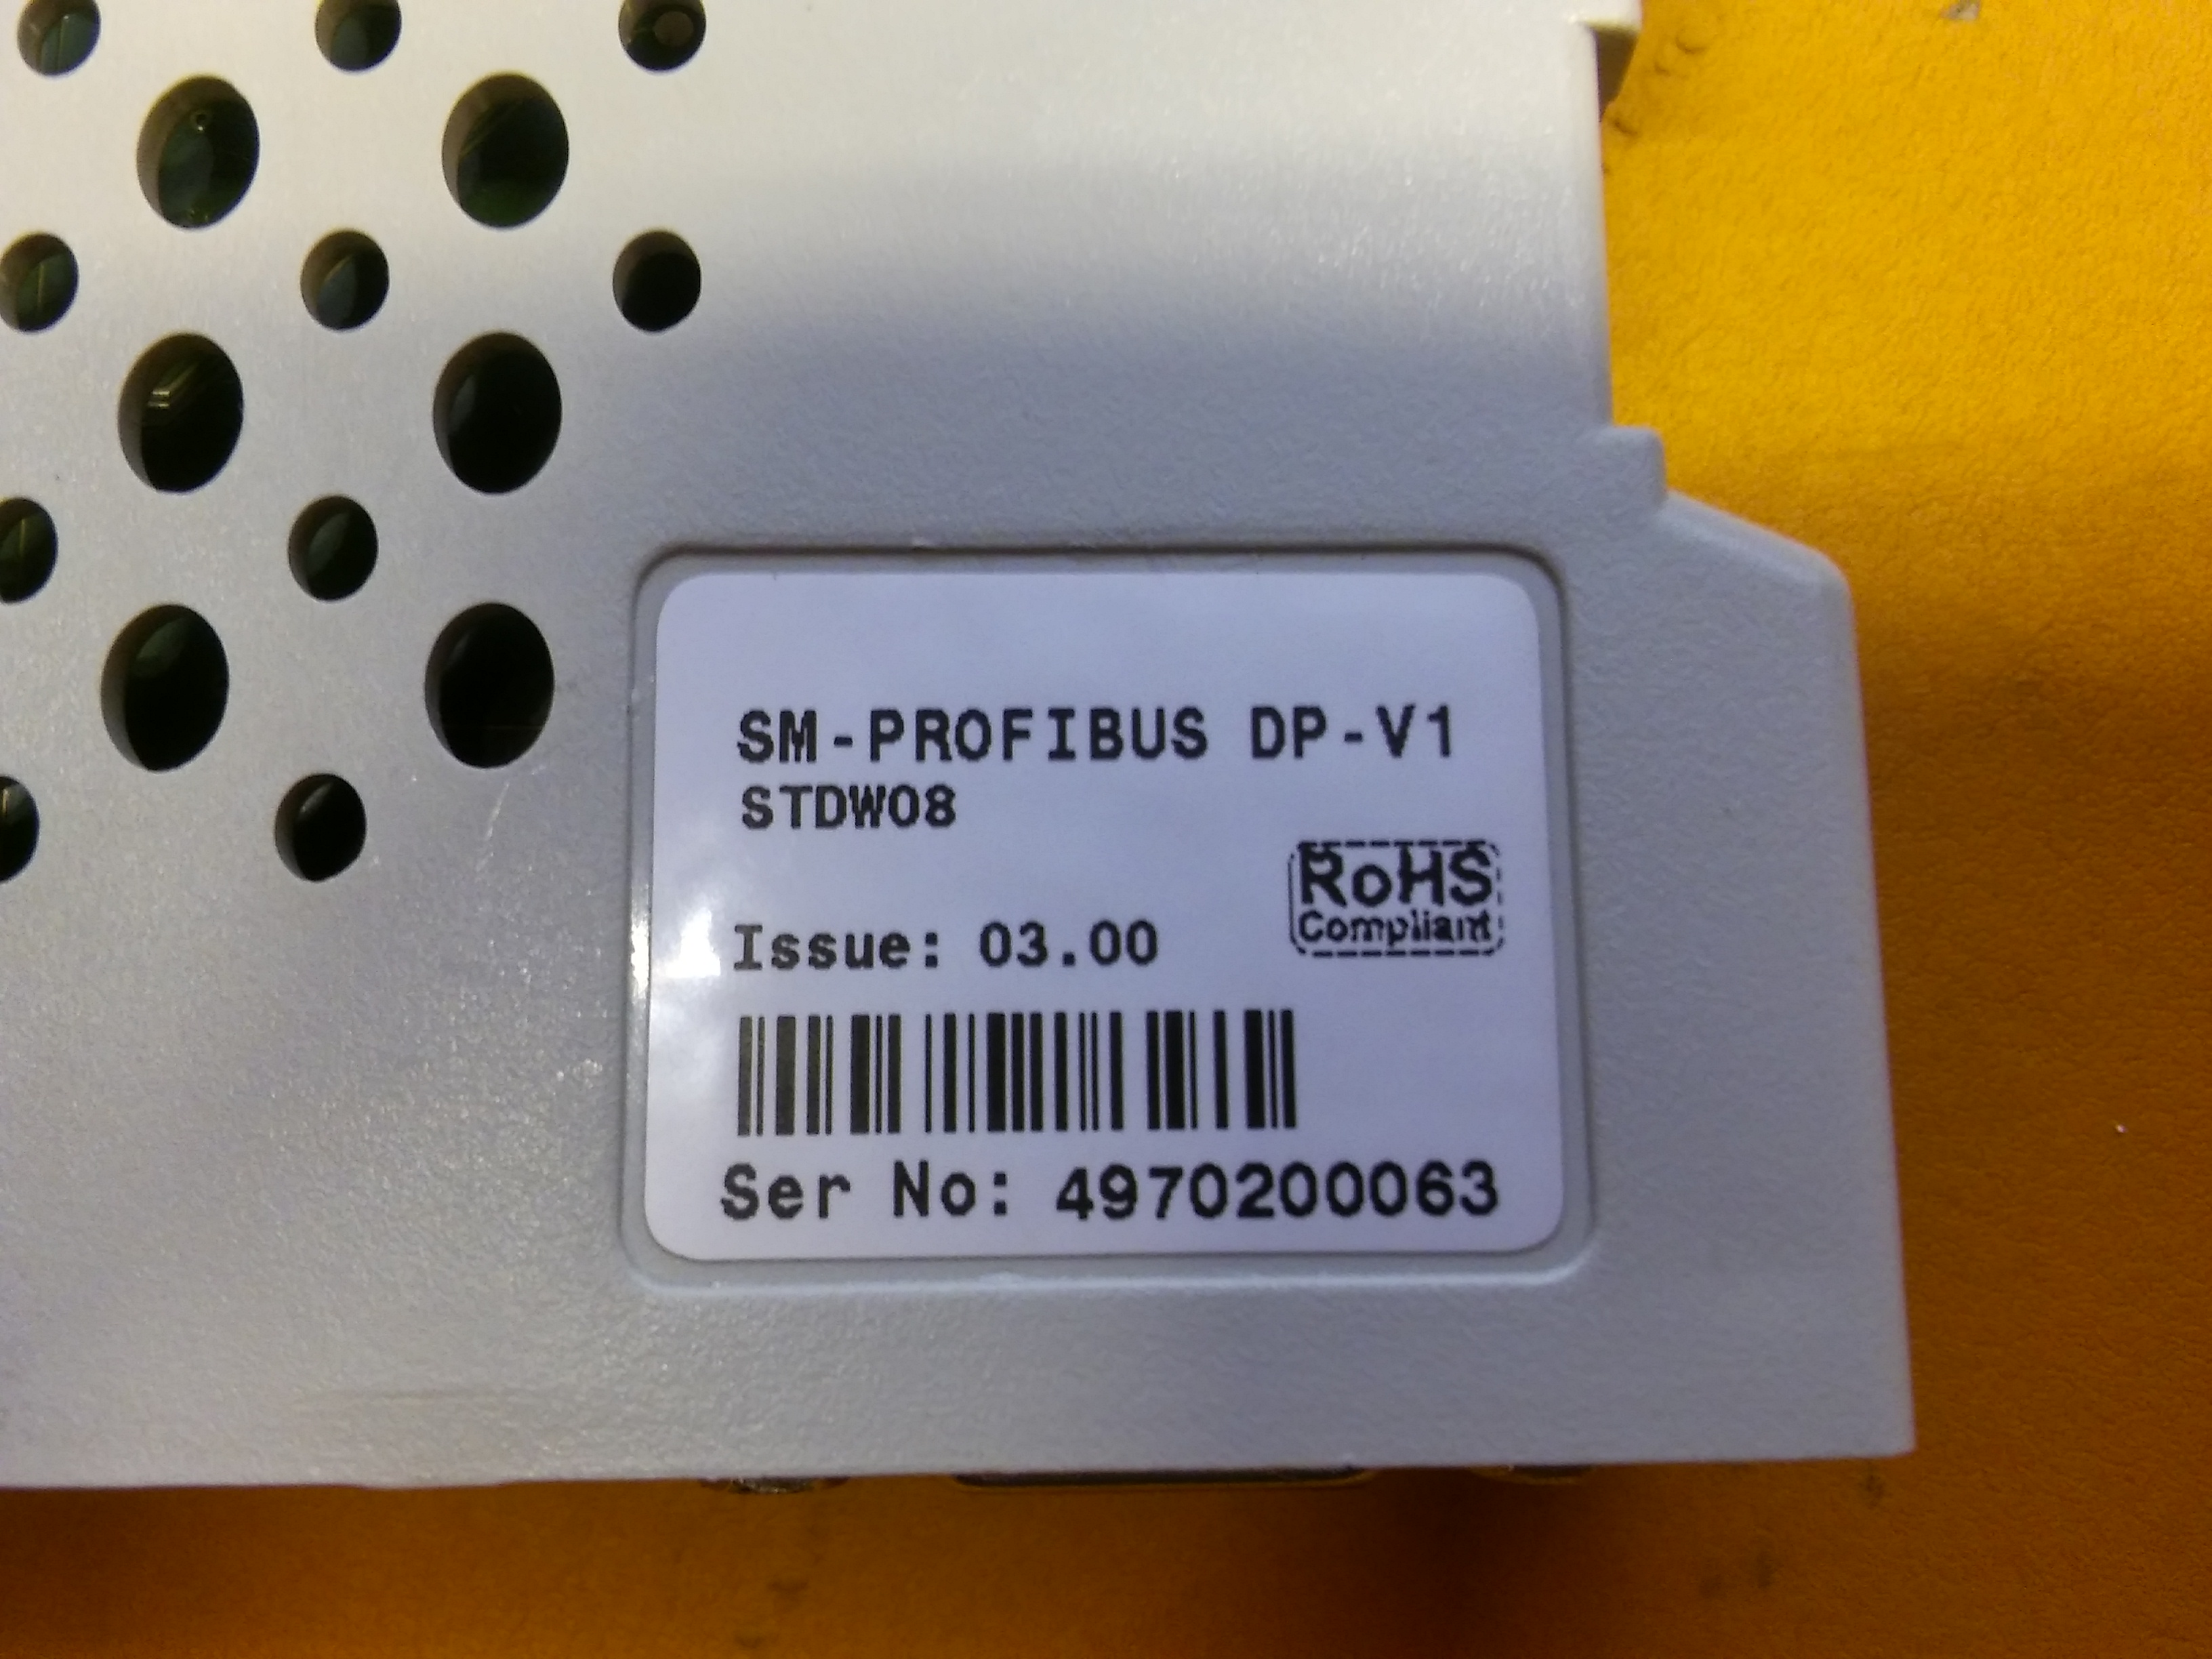 SM-PROFIBUS DP-V1
STDW08
RoHS
Compliant
Issue: 03.00
Ser No: 4970200063